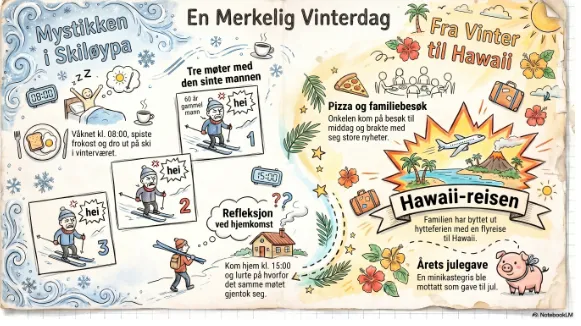 En Merkelig Vinterdag
Mystikken
i Skiløypa
08:00
zZ
Våknet kl. 08.00, spiste
frokost og dro ut på ski
i vinterværet.
Tre møter med
den sinte mannen
60 år
gammel
mann
hei
1
hei
2
hei
3
15:00
??
Refleksjon
ved hjemkomst
Kom hjem kl. 15:00
og lurte på hvorfor
det samme møtet
gjentok seg.
Fra Vinter
til Hawaii
Pizza og familiebesøk
Onkelen kom på besøk til
middag og brakte med
seg store nyheter.
Hawaii-reisen
Familien har byttet ut
hytteferien med en flyreise
til Hawaii.
Årets julegave
En minikastegris ble
mottatt som gave til jul.
NotebookLM